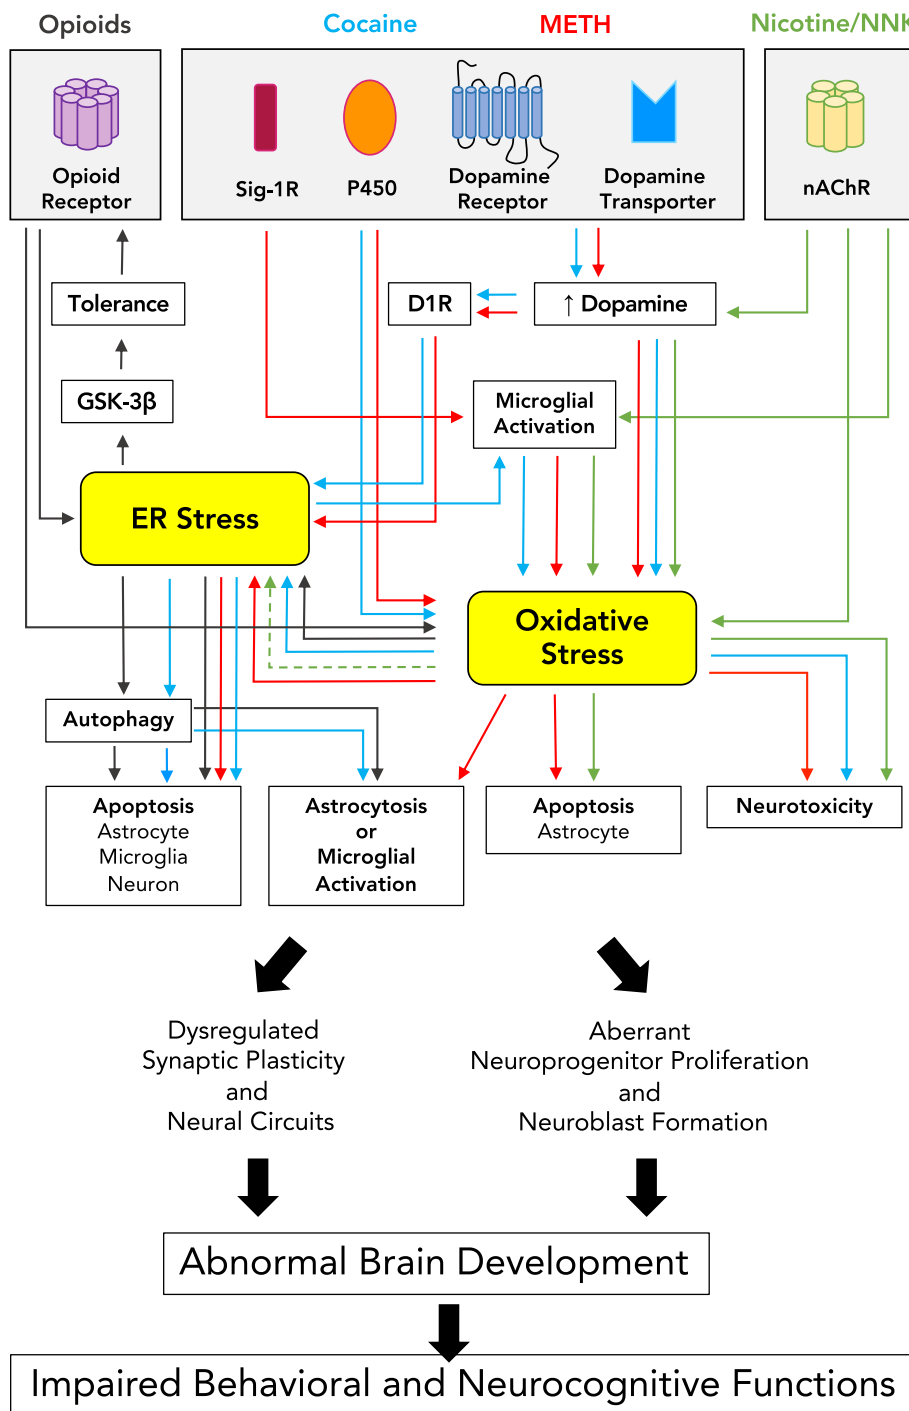 Opioids
Cocaine
METH
Nicotine/NNK
Opioid
Receptor
Sig-1R
P450
Dopamine
Receptor
Dopamine
Transporter
nAChR
Tolerance
D1R
↑ Dopamine
GSK-3β
Microglial
Activation
ER Stress
Oxidative
Stress
Autophagy
Apoptosis
Astrocyte
Microglia
Neuron
Astrocytosis
or
Microglial
Activation
Apoptosis
Astrocyte
Neurotoxicity
Dysregulated
Synaptic Plasticity
and
Neural Circuits
Aberrant
Neuroprogenitor Proliferation
and
Neuroblast Formation
Abnormal Brain Development
Impaired Behavioral and Neurocognitive Functions